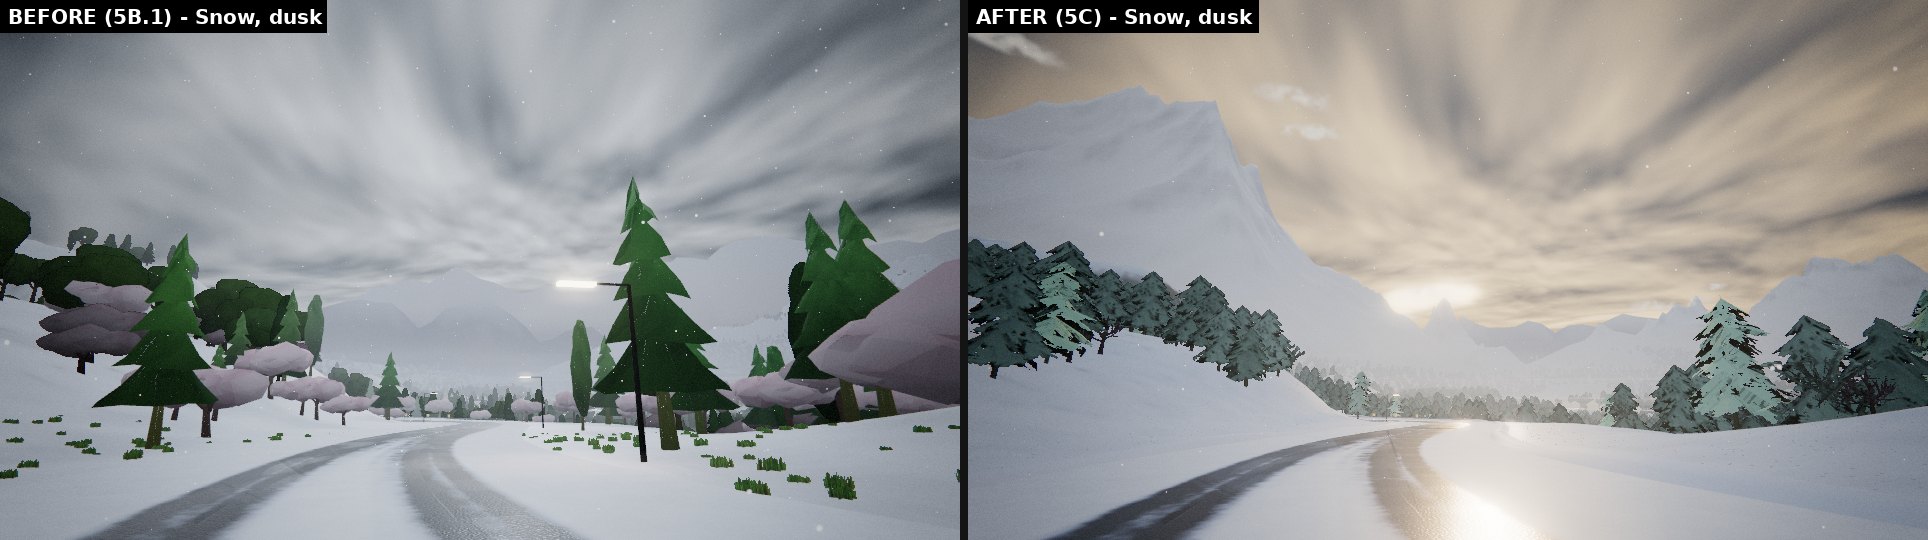 BEFORE (5B.1) - Snow, dusk
AFTER (5C) - Snow, dusk